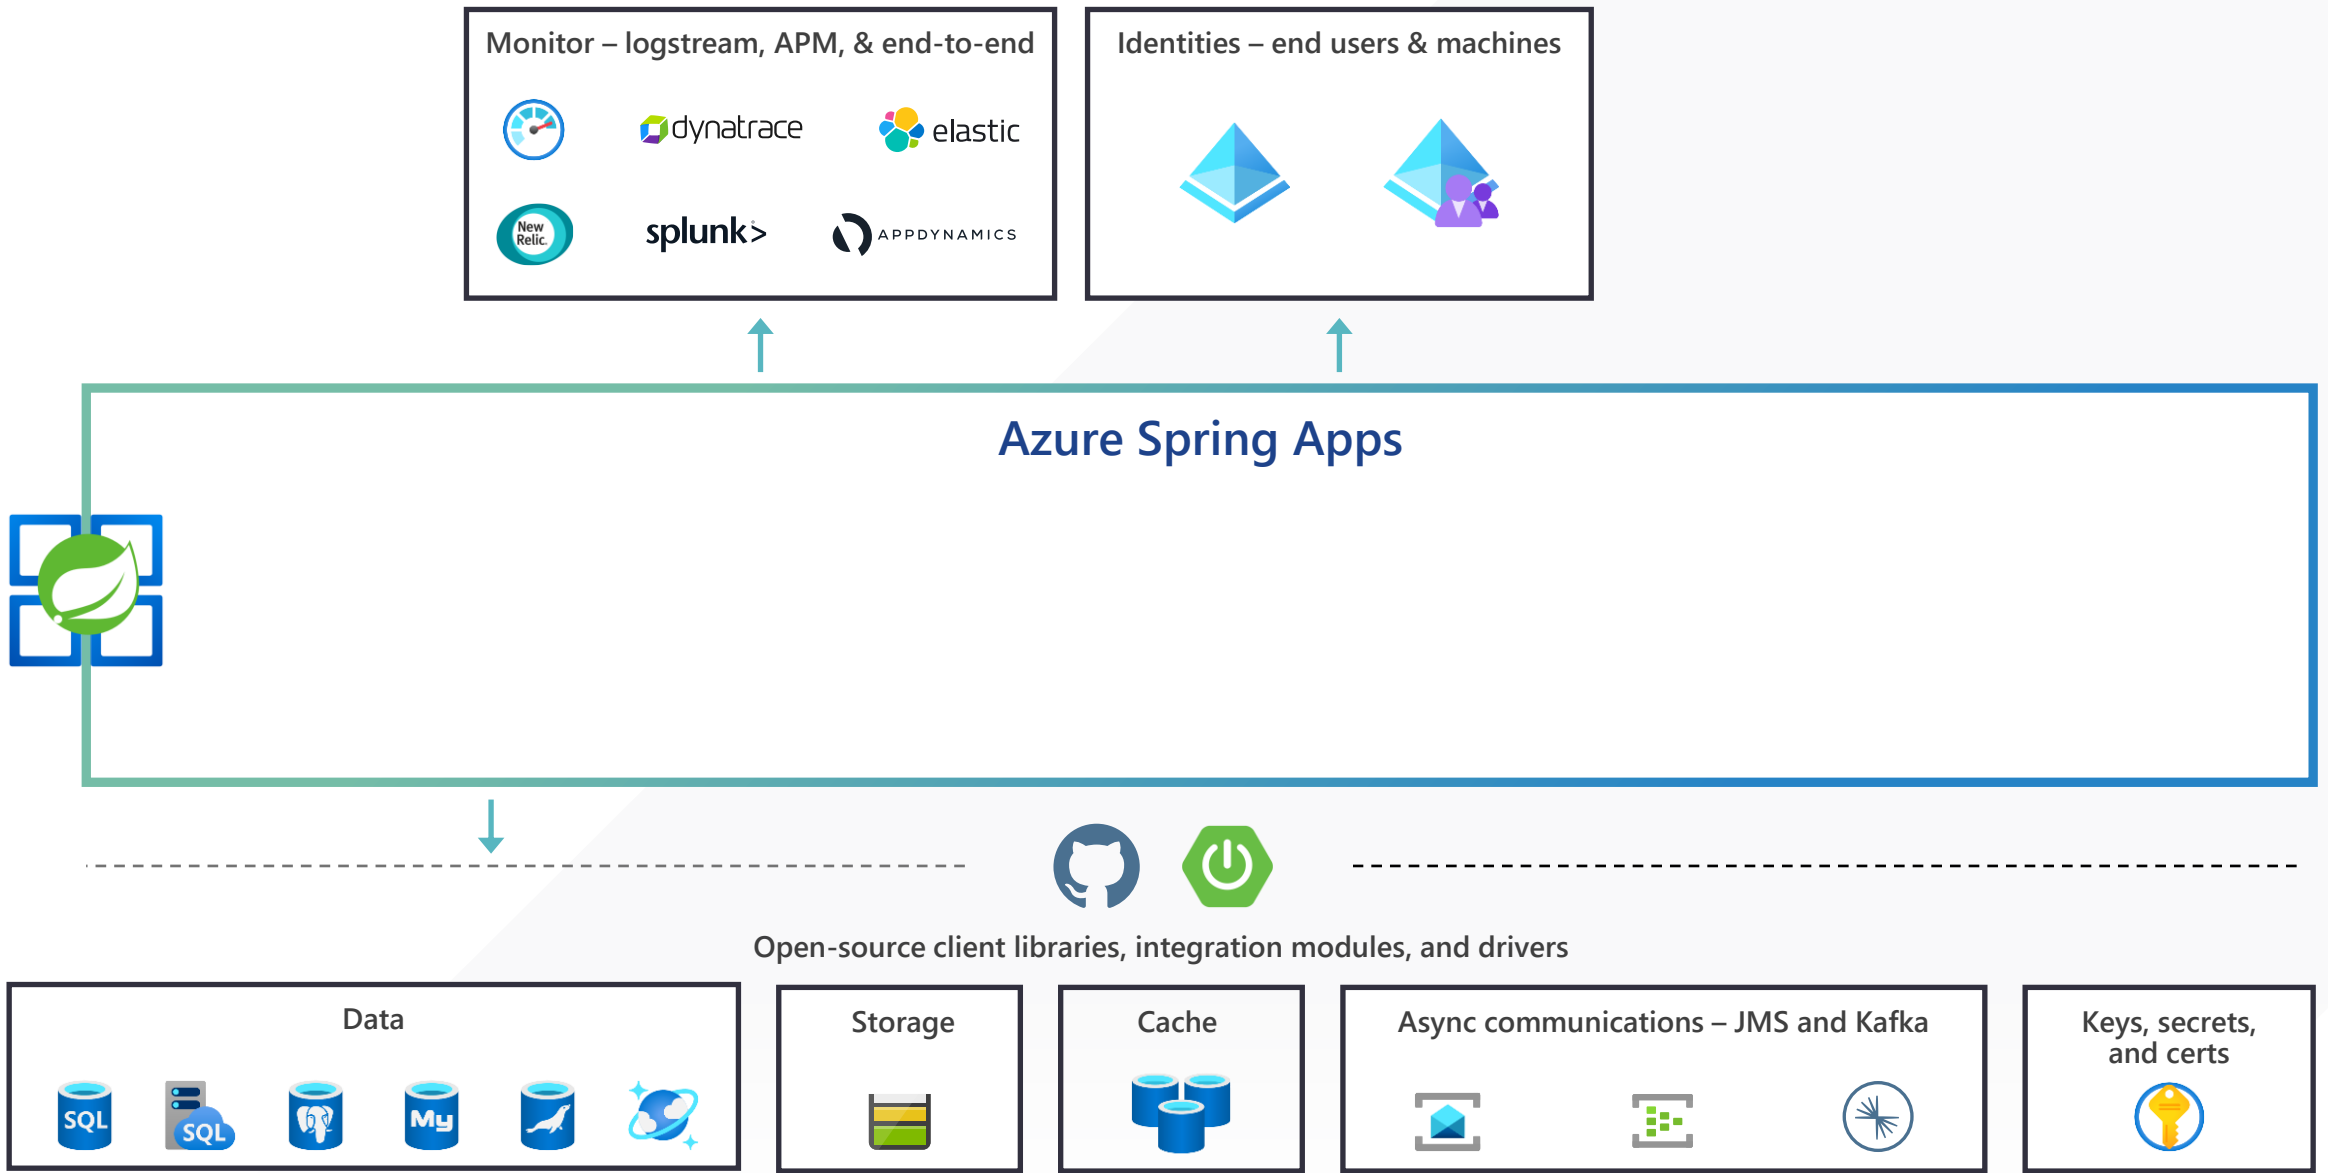 Monitor – logstream, APM, & end-to-end
Identities – end users & machines
dynatrace
elastic
New
Relic.
splunk>
APPDYNAMICS
Azure Spring Apps
Open-source client libraries, integration modules, and drivers
Data
Storage
Cache
Async communications – JMS and Kafka
Keys, secrets,
and certs
SQL
SQL
My